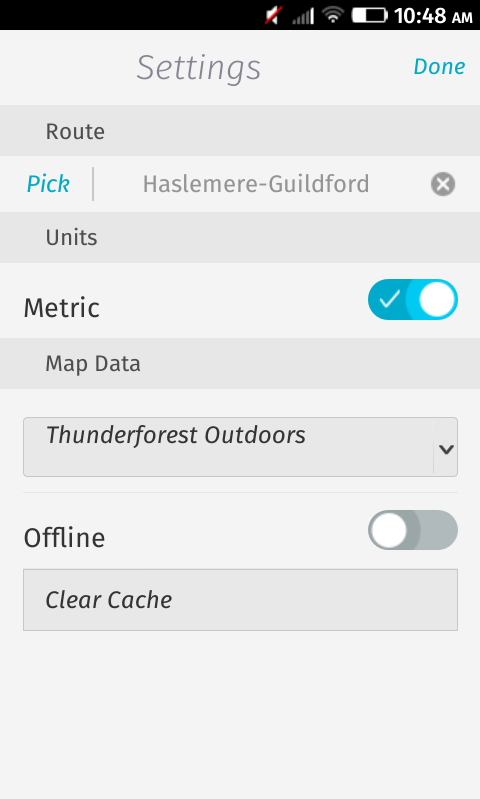 10:48 AM
Settings
Done
Route
Pick
Haslemere-Guildford
Units
Metric
Map Data
Thunderforest Outdoors
Offline
Clear Cache